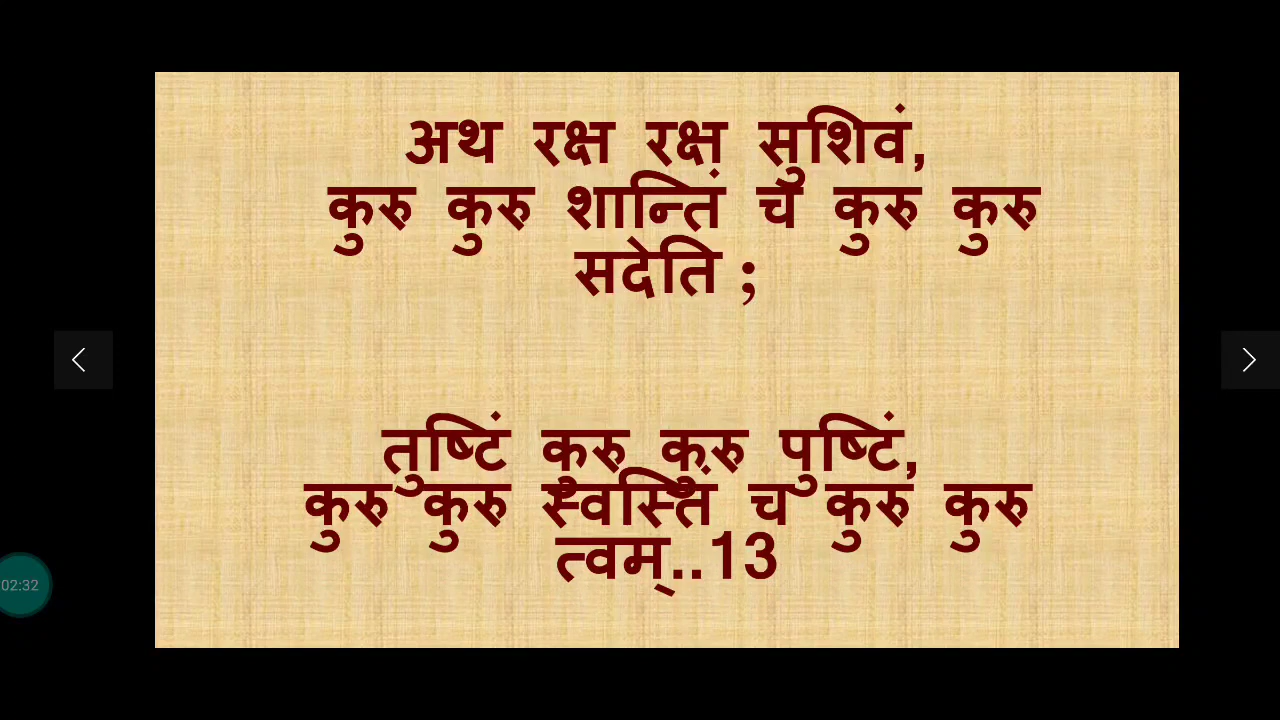 अथ रक्ष रक्ष सुशिवं,
कुरु कुरु शान्तिं च कुरु कुरु
सदेति ;
तुष्टिं कुरु कुरु पुष्टिं,
कुरु कुरु स्वस्तिं च कुरु कुरु
त्वम्..13
02:32